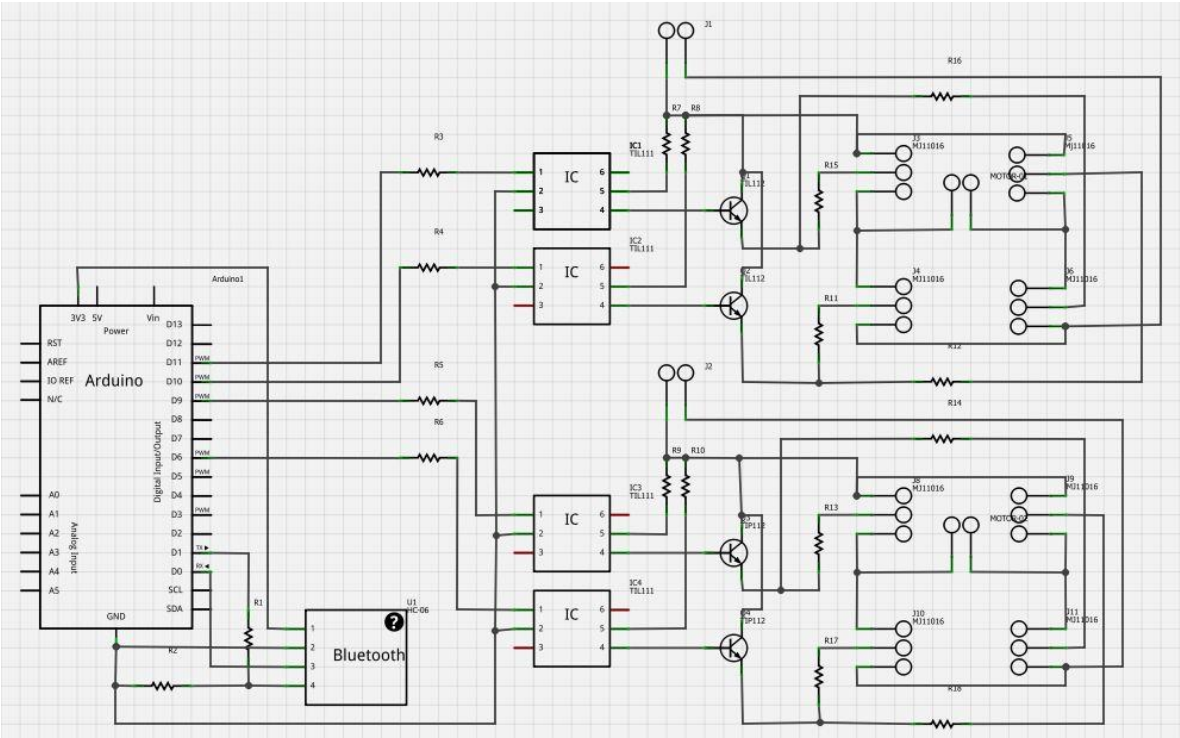 J1
R16
R7 R8
R3
IC1
TIL111
IC
1
2
3
6
5
4
J3
MJ11016
J5
Mj11016
R15
MOTOR-01
TIL112
R4
IC2
TIL111
IC
1
2
3
6
5
4
TIL112
J4
MJ11016
J6
MJ11016
R11
R12
Arduino1
3V3 5V Vin
Power
Arduino
RST
AREF
IO REF
N/C
A0
A1
A2
A3
A4
A5
Analog Input
Digital Input/Output
D13
D12
D11 PWM
D10 PWM
D9 PWM
D8
D7
D6 PWM
D5 PWM
D4
D3 PWM
D2
D1 TX
D0 RX
SCL
SDA
GND
R5
R6
J2
R14
R9 R10
IC3
TIL111
IC
1
2
3
6
5
4
TIP112
J8
MJ11016
J9
MJ11016
R13
MOTOR-02
IC4
TIL111
IC
1
2
3
6
5
4
TIP112
J10
MJ11016
J11
MJ11016
R17
R18
R1
R2
U1
HC-06
?
Bluetooth
1
2
3
4